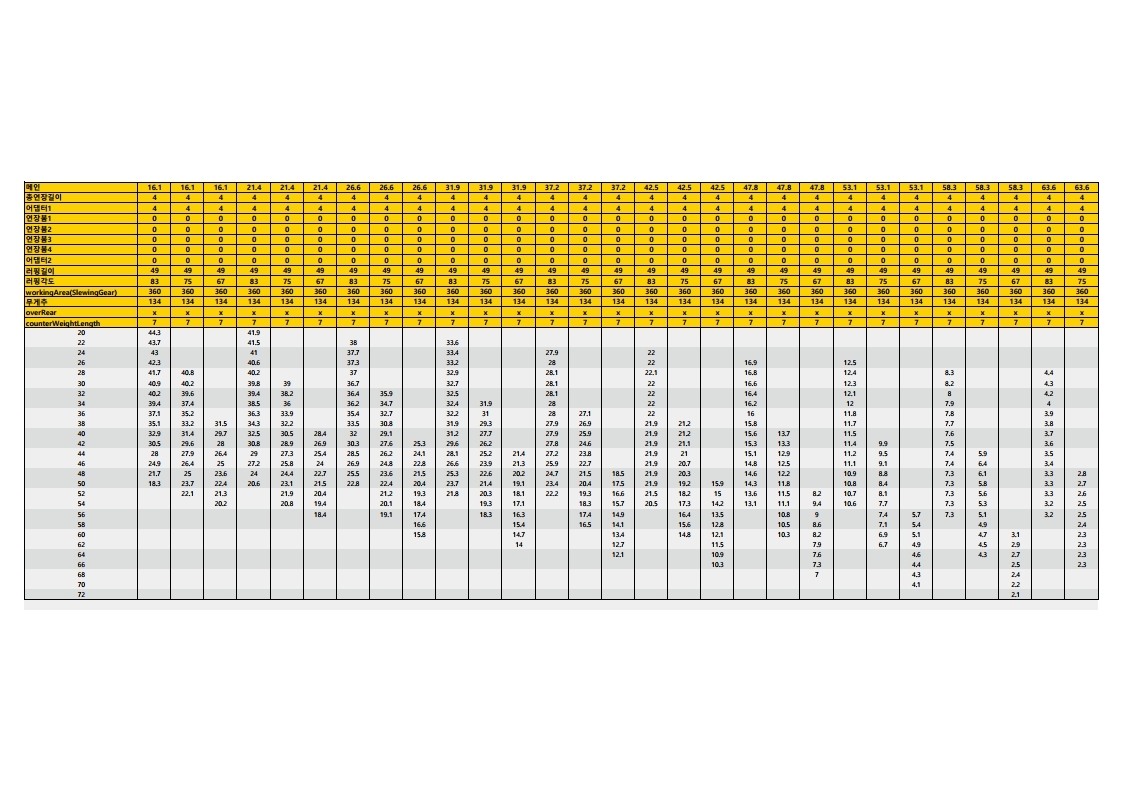 메인 16.1 16.1 16.1 21.4 21.4 21.4 26.6 26.6 26.6 31.9 31.9 31.9 37.2 37.2 37.2 42.5 42.5 42.5 47.8 47.8 47.8 53.1 53.1 53.1 58.3 58.3 58.3 63.6 63.6
총연장길이 4 4 4 4 4 4 4 4 4 4 4 4 4 4 4 4 4 4 4 4 4 4 4 4 4 4 4 4 4
어댑터1 4 4 4 4 4 4 4 4 4 4 4 4 4 4 4 4 4 4 4 4 4 4 4 4 4 4 4 4 4
연장붐1 0 0 0 0 0 0 0 0 0 0 0 0 0 0 0 0 0 0 0 0 0 0 0 0 0 0 0 0 0
연장붐2 0 0 0 0 0 0 0 0 0 0 0 0 0 0 0 0 0 0 0 0 0 0 0 0 0 0 0 0 0
연장붐3 0 0 0 0 0 0 0 0 0 0 0 0 0 0 0 0 0 0 0 0 0 0 0 0 0 0 0 0 0
연장붐4 0 0 0 0 0 0 0 0 0 0 0 0 0 0 0 0 0 0 0 0 0 0 0 0 0 0 0 0 0
어댑터2 0 0 0 0 0 0 0 0 0 0 0 0 0 0 0 0 0 0 0 0 0 0 0 0 0 0 0 0 0
러핑길이 49 49 49 49 49 49 49 49 49 49 49 49 49 49 49 49 49 49 49 49 49 49 49 49 49 49 49 49 49
러핑각도 83 75 67 83 75 67 83 75 67 83 75 67 83 75 67 83 75 67 83 75 67 83 75 67 83 75 67 83 75
workingArea(SlewingGear) 360 360 360 360 360 360 360 360 360 360 360 360 360 360 360 360 360 360 360 360 360 360 360 360 360 360 360 360 360
무게추 134 134 134 134 134 134 134 134 134 134 134 134 134 134 134 134 134 134 134 134 134 134 134 134 134 134 134 134 134
overRear x x x x x x x x x x x x x x x x x x x x x x x x x x x x x
counterWeightLength 7 7 7 7 7 7 7 7 7 7 7 7 7 7 7 7 7 7 7 7 7 7 7 7 7 7 7 7 7
20 44.3 41.9
22 43.7 41.5 38 33.6
24 43 41 37.7 33.4 27.9 22
26 42.3 40.6 37.3 33.2 28 22 16.9 12.5
28 41.7 40.8 40.2 37 32.9 28.1 22.1 16.8 12.4 8.3 4.4
30 40.9 40.2 39.8 39 36.7 32.7 28.1 22 16.6 12.3 8.2 4.3
32 40.2 39.6 39.4 38.2 36.4 35.9 32.5 28.1 22 16.4 12.1 8 4.2
34 39.4 37.4 38.5 36 36.2 34.7 32.4 31.9 28 22 16.2 12 7.9 4
36 37.1 35.2 36.3 33.9 35.4 32.7 32.2 31 28 27.1 22 16 11.8 7.8 3.9
38 35.1 33.2 31.5 34.3 32.2 33.5 30.8 31.9 29.3 27.9 26.9 21.9 21.2 15.8 11.7 7.7 3.8
40 32.9 31.4 29.7 32.5 30.5 28.4 32 29.1 31.2 27.7 27.9 25.9 21.9 21.2 15.6 13.7 11.5 7.6 3.7
42 30.5 29.6 28 30.8 28.9 26.9 30.3 27.6 25.3 29.6 26.2 27.8 24.6 21.9 21.1 15.3 13.3 11.4 9.9 7.5 3.6
44 28 27.9 26.4 29 27.3 25.4 28.5 26.2 24.1 28.1 25.2 21.4 27.2 23.8 21.9 21 15.1 12.9 11.2 9.5 7.4 5.9 3.5
46 24.9 26.4 25 27.2 25.8 24 26.9 24.8 22.8 26.6 23.9 21.3 25.9 22.7 21.9 20.7 14.8 12.5 11.1 9.1 7.4 6.4 3.4
48 21.7 25 23.6 24 24.4 22.7 25.5 23.6 21.5 25.3 22.6 20.2 24.7 21.5 18.5 21.9 20.3 14.6 12.2 10.9 8.8 7.3 6.1 3.3 2.8
50 18.3 23.7 22.4 20.6 23.1 21.5 22.8 22.4 20.4 23.7 21.4 19.1 23.4 20.4 17.5 21.9 19.2 15.9 14.3 11.8 10.8 8.4 7.3 5.8 3.3 2.7
52 22.1 21.3 21.9 20.4 21.2 19.3 21.8 20.3 18.1 22.2 19.3 16.6 21.5 18.2 15 13.6 11.5 8.2 10.7 8.1 7.3 5.6 3.3 2.6
54 20.2 20.8 19.4 20.1 18.4 19.3 17.1 18.3 15.7 20.5 17.3 14.2 13.1 11.1 9.4 10.6 7.7 7.3 5.3 3.2 2.5
56 18.4 19.1 17.4 18.3 16.3 17.4 14.9 16.4 13.5 10.8 9 7.4 5.7 7.3 5.1 3.2 2.5
58 16.6 15.4 16.5 14.1 15.6 12.8 10.5 8.6 7.1 5.4 4.9 2.4
60 15.8 14.7 13.4 14.8 12.1 10.3 8.2 6.9 5.1 4.7 3.1 2.3
62 14 12.7 11.5 7.9 6.7 4.9 4.5 2.9 2.3
64 12.1 10.9 7.6 4.6 4.3 2.7 2.3
66 10.3 7.3 4.4 2.5 2.3
68 7 4.3 2.4
70 4.1 2.2
72 2.1